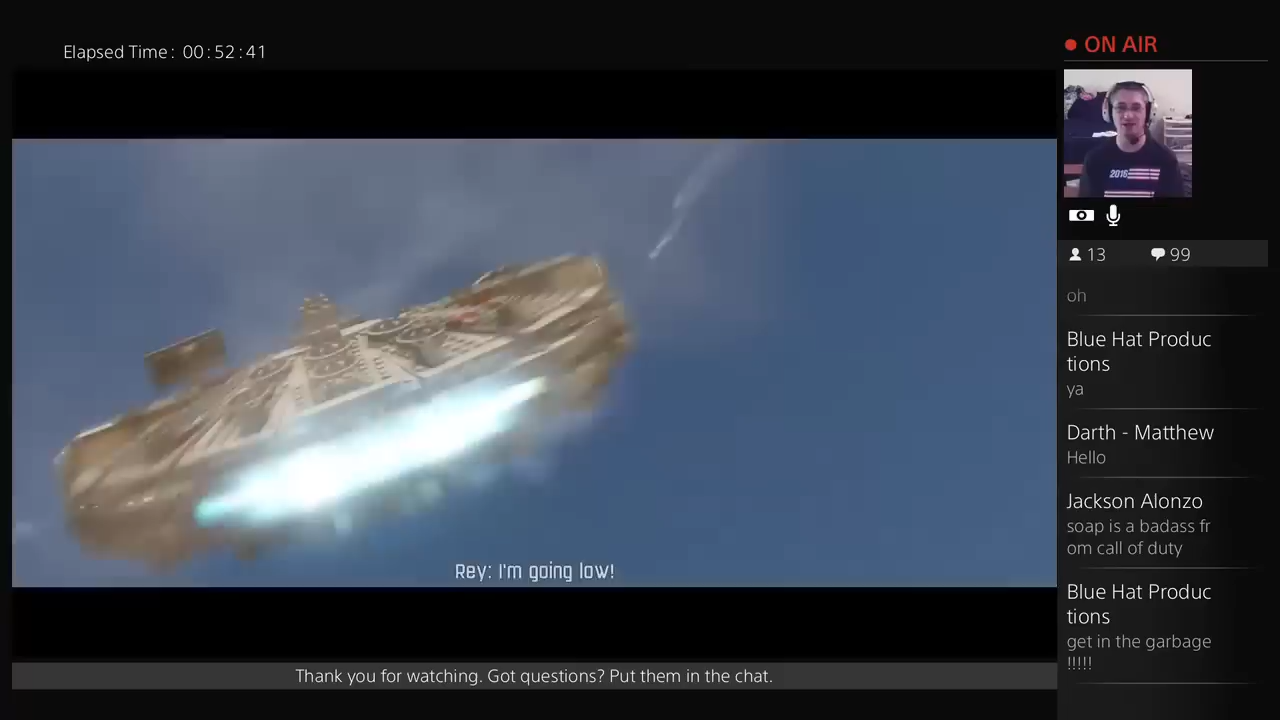 Elapsed Time: 00:52:41
ON AIR
2016
13
99
oh
Blue Hat Produc
tions
ya
Darth - Matthew
Hello
Jackson Alonzo
soap is a badass fr
om call of duty
Blue Hat Produc
tions
get in the garbage
!!!!!
Rey: I'm going low!
Thank you for watching. Got questions? Put them in the chat.